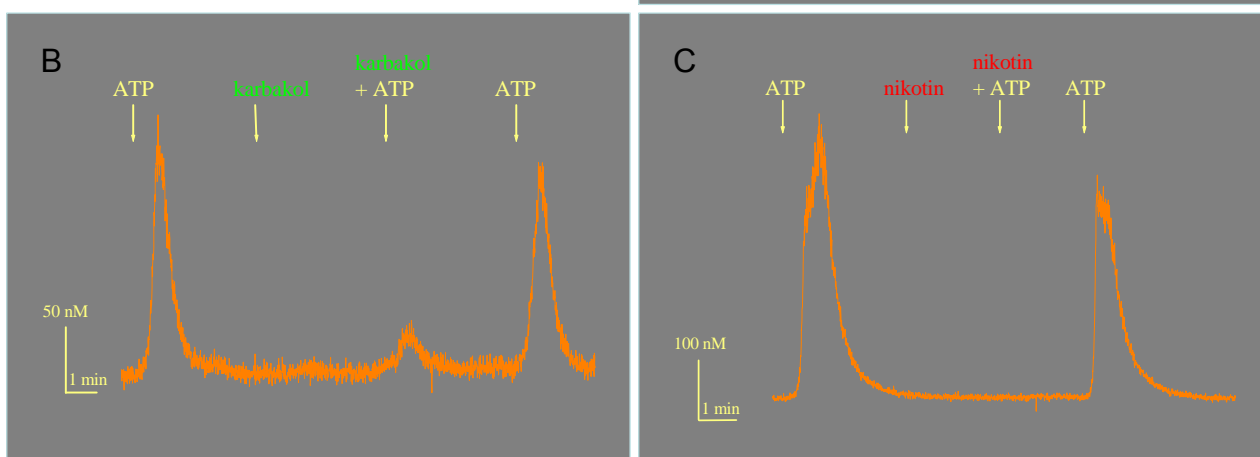 B
karbakol
ATP
karbakol
+ ATP
ATP
50 nM
1 min
C
nikotin
ATP
nikotin
+ ATP
ATP
100 nM
1 min